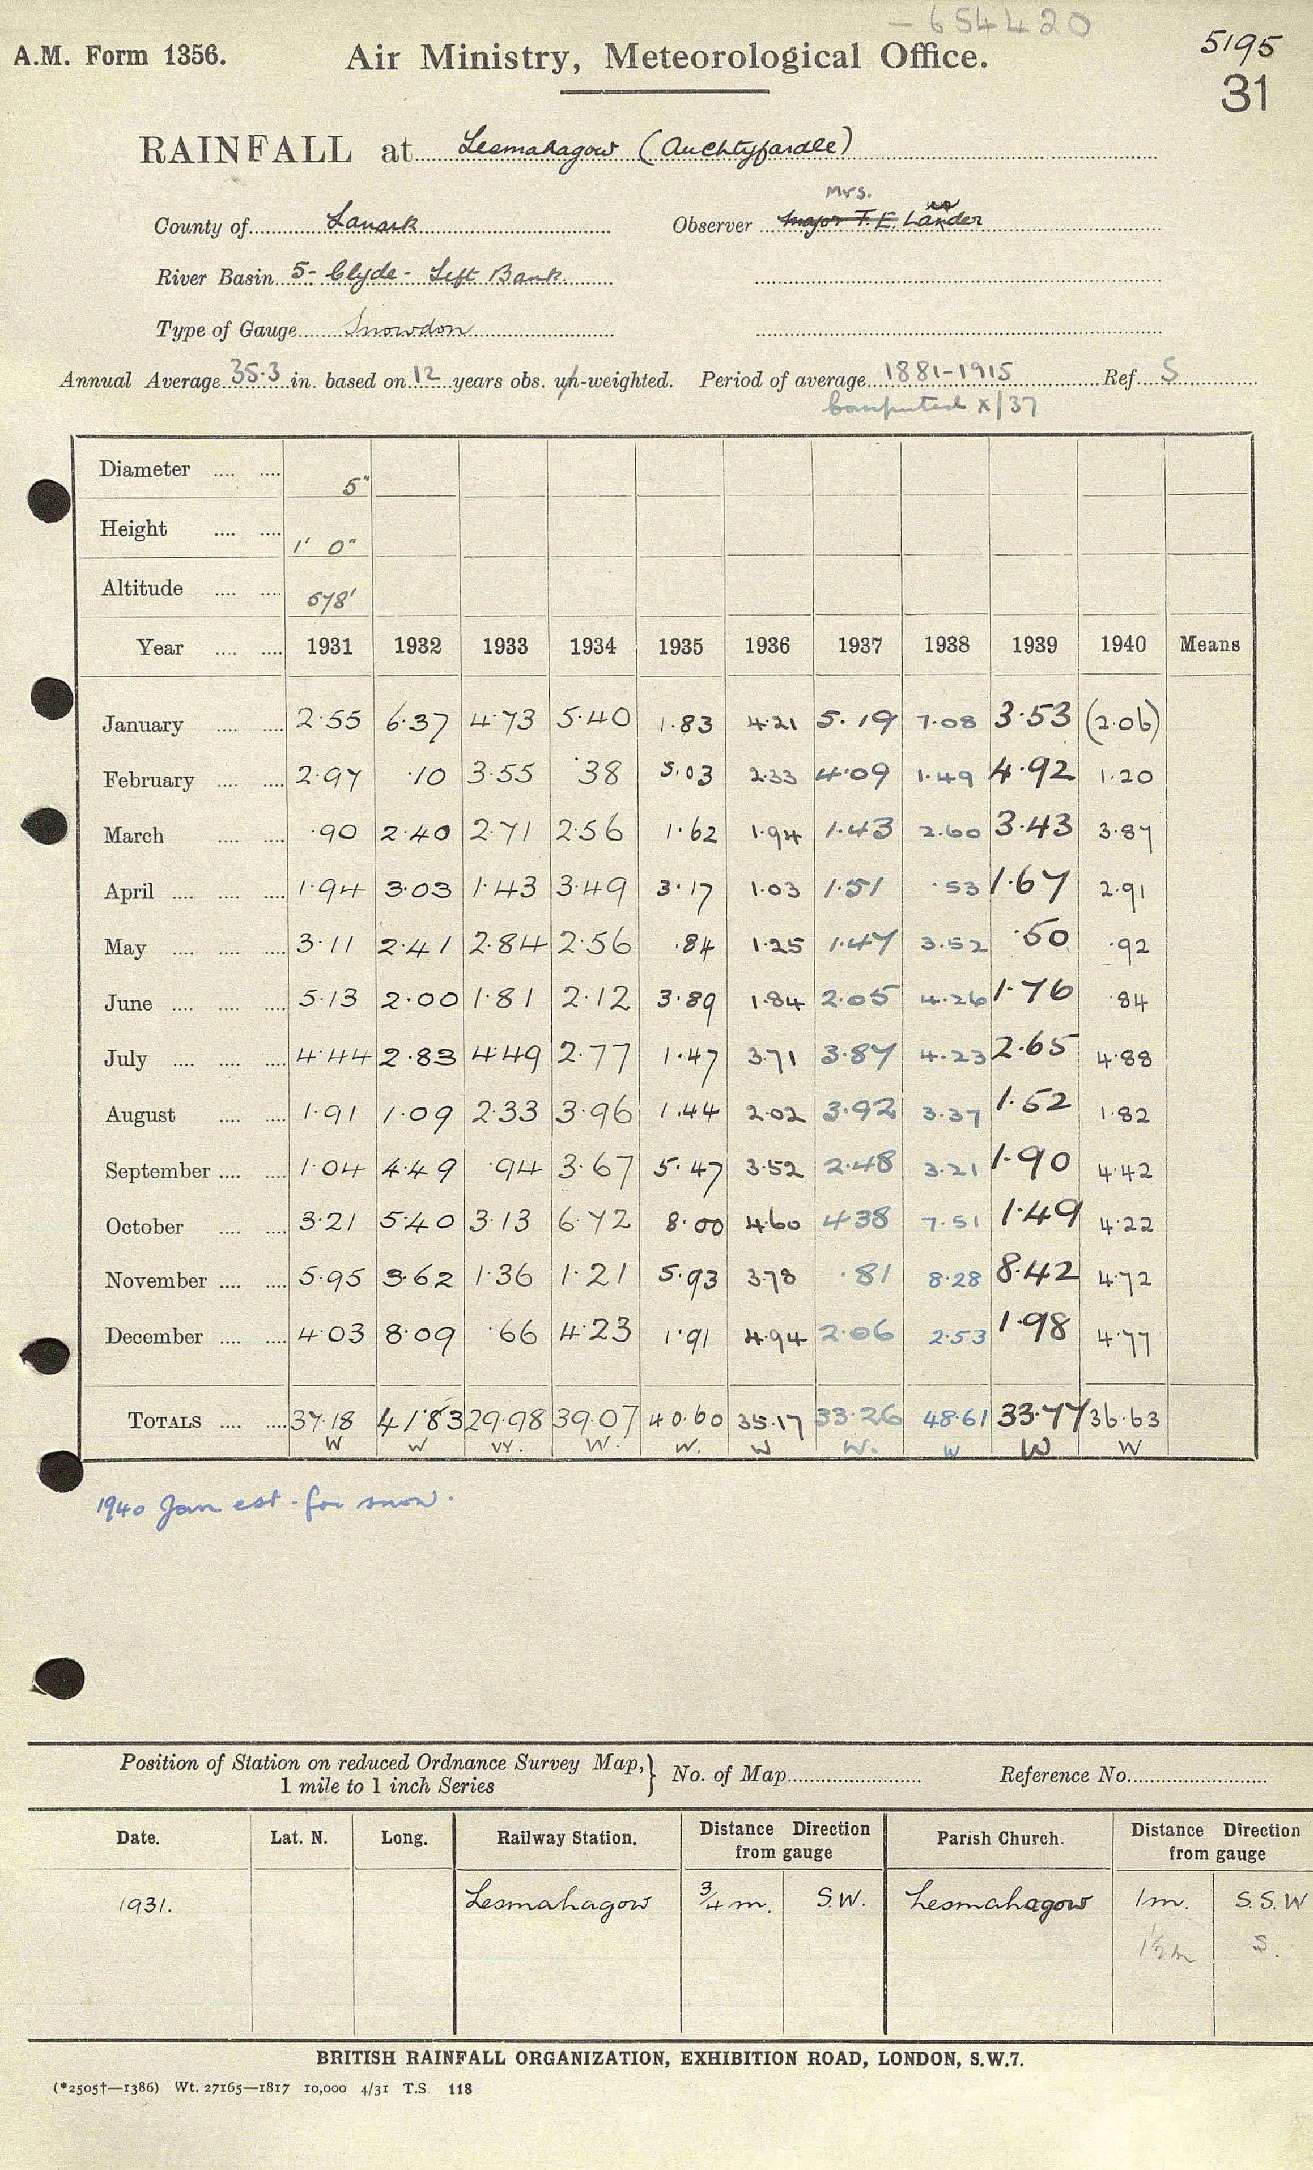 - 654420
A.M. Form 1356. Air Ministry, Meteorological Office. 5195
31
RAINFALL at Lesmahagow (Auchtyfardle)
Mrs.
County of Lanark Observer Major T. E. Lander
River Basin 5 - Clyde - Left Bank
Type of Gauge Snowdon
Annual Average 35.3 in. based on 12 years obs. un-weighted. Period of average 1881-1915 Ref. S
Computed x/37
Diameter .... .... 5"
Height .... .... 1' 0"
Altitude .... .... 578'
Year .... .... 1931 1932 1933 1934 1935 1936 1937 1938 1939 1940 Means
January .... .... 2.55 6.37 4.73 5.40 1.83 4.21 5.19 7.08 3.53 (2.06)
February .... .... 2.97 .10 3.55 .38 5.03 2.33 4.09 1.49 4.92 1.20
March .... .... .90 2.40 2.71 2.56 1.62 1.94 1.43 2.60 3.43 3.87
April .... .... .... 1.94 3.03 1.43 3.49 3.17 1.03 1.51 .53 1.67 2.91
May .... .... .... 3.11 2.41 2.84 2.56 .84 1.25 1.47 3.52 .50 .92
June .... .... .... 5.13 2.00 1.81 2.12 3.89 1.84 2.05 4.26 1.76 .84
July .... .... .... 4.44 2.83 4.49 2.77 1.47 3.71 3.87 4.23 2.65 4.88
August .... .... 1.91 1.09 2.33 3.96 1.44 2.02 3.92 3.37 1.52 1.82
September .... .... 1.04 4.49 .94 3.67 5.47 3.52 2.48 3.21 1.90 4.42
October .... .... 3.21 5.40 3.13 6.72 8.00 4.60 4.38 7.51 1.49 4.22
November .... .... 5.95 3.62 1.36 1.21 5.93 3.78 .81 8.28 8.42 4.72
December .... .... 4.03 8.09 .66 4.23 1.91 4.94 2.06 2.53 1.98 4.77
TOTALS .... .... 37.18 41.83 29.98 39.07 40.60 35.17 33.26 48.61 33.77 36.63
W W W. W. W. W W. W W W
1940 Jan est. for snow.
Position of Station on reduced Ordnance Survey Map, } No. of Map Reference No.
1 mile to 1 inch Series
Date. Lat. N. Long. Railway Station. Distance Direction from gauge Parish Church. Distance Direction from gauge
1931. Lesmahagow 3/4 m. S.W. Lesmahagow 1 m. S.S.W
1 1/2 m S.
BRITISH RAINFALL ORGANIZATION, EXHIBITION ROAD, LONDON, S.W.7.
(*2505†—1386) Wt. 27165—1817 10,000 4/31 T.S. 118